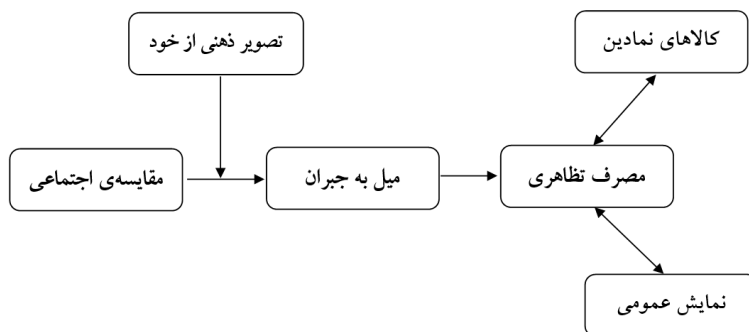 تصویر ذهنی از خود
کالاهای نمادین
مقایسه‌ی اجتماعی
میل به جبران
مصرف تظاهری
نمایش عمومی